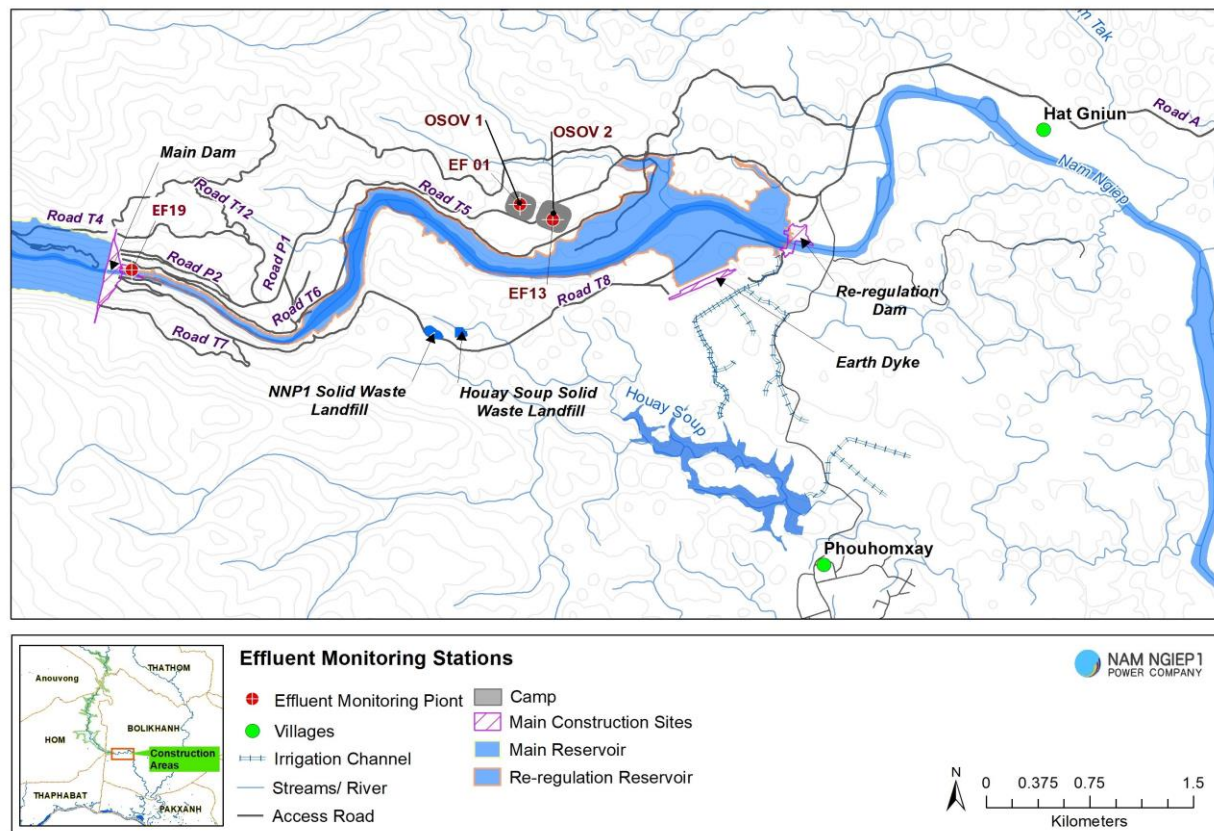 m Tak
Hat Gniun
Road A
OSOV 1
OSOV 2
EF 01
Main Dam
Road T12
Road T5
Nam Ngiep
Road T4
EF19
Road P1
Road P2
EF13
Road T8
Road T6
Re-regulation
Dam
Road T7
Earth Dyke
NNP1 Solid Waste
Landfill
Houay Soup Solid
Waste Landfill
Houay Soup
Phouhomxay
Effluent Monitoring Stations
Effluent Monitoring Piont
Villages
Irrigation Channel
Streams/ River
Access Road
Camp
Main Construction Sites
Main Reservoir
Re-regulation Reservoir
Anouvong
THATHOM
BOLIKHANH
HOM
Construction
Areas
THAPHABAT
PAKXANH
NAM NGIEP1
POWER COMPANY
N
0 0.375 0.75 1.5
Kilometers